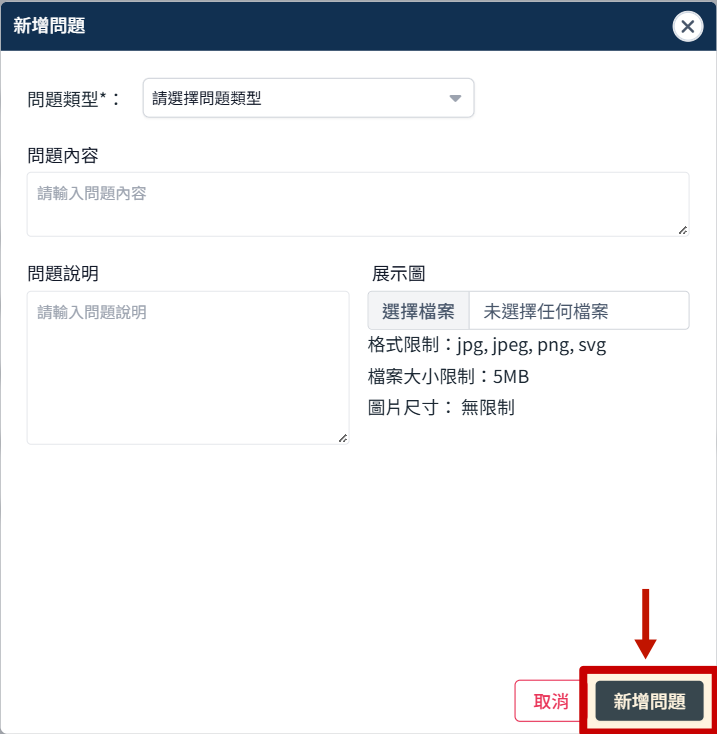 新增問題
問題類型*： 請選擇問題類型
問題內容
請輸入問題內容
問題說明
請輸入問題說明
展示圖
選擇檔案 未選擇任何檔案
格式限制：jpg, jpeg, png, svg
檔案大小限制：5MB
圖片尺寸： 無限制
取消 新增問題